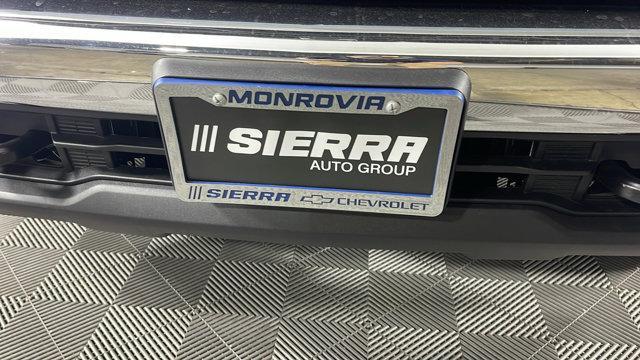 MONROVIA
SIERRA
AUTO GROUP
SIERRA CHEVROLET